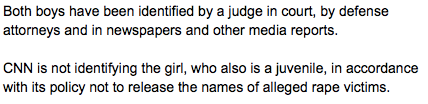 Both boys have been identified by a judge in court, by defense
attorneys and in newspapers and other media reports.
CNN is not identifying the girl, who also is a juvenile, in accordance
with its policy not to release the names of alleged rape victims.